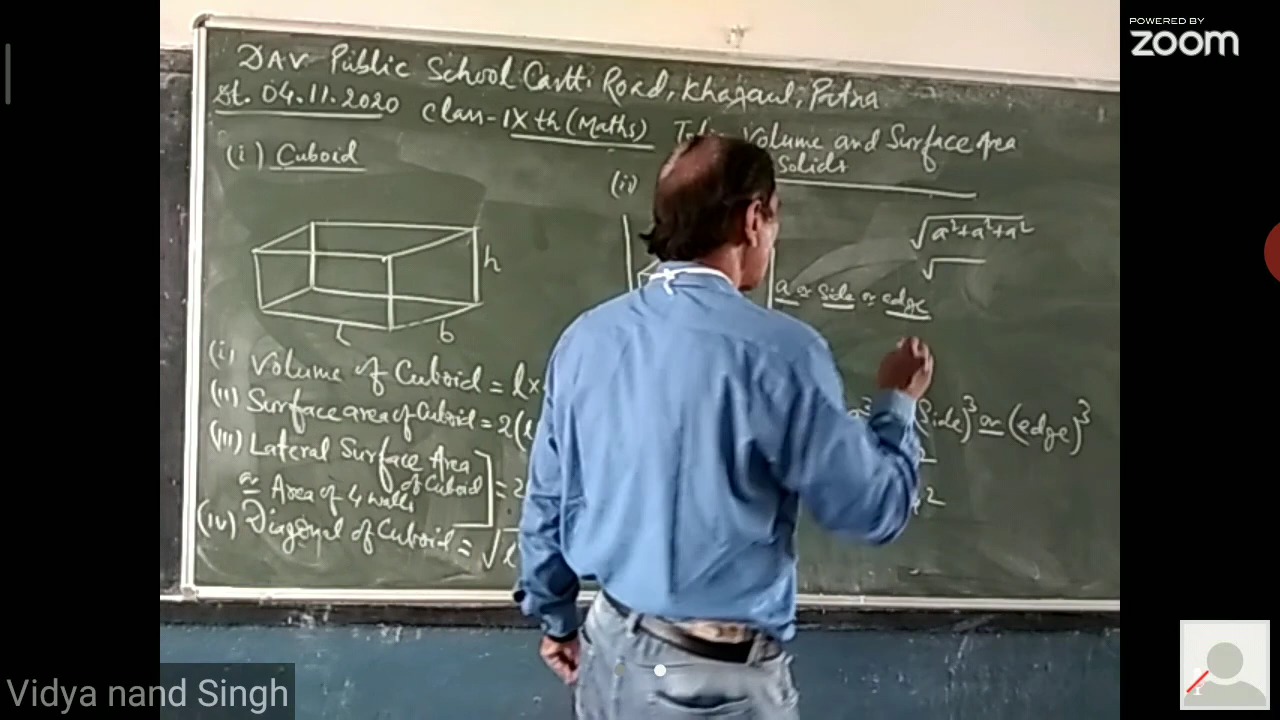 POWERED BY
zoom
DAV Public School Cantt. Road, Khagaul, Patna
Dt. 04.11.2020 Class-IX th (Maths) Volume and Surface Area
Solids
(i) Cuboid
(ii)
√a²+a²+a²
√
h
a or side or edge
l
b
(i) Volume of Cuboid = l×
(ii) Surface area of Cuboid = 2(
(Side)³ or (edge)³
(iii) Lateral Surface Area
of Cuboid
or Area of 4 walls
= 2
(iv) Diagonal of Cuboid = √l
Vidya nand Singh